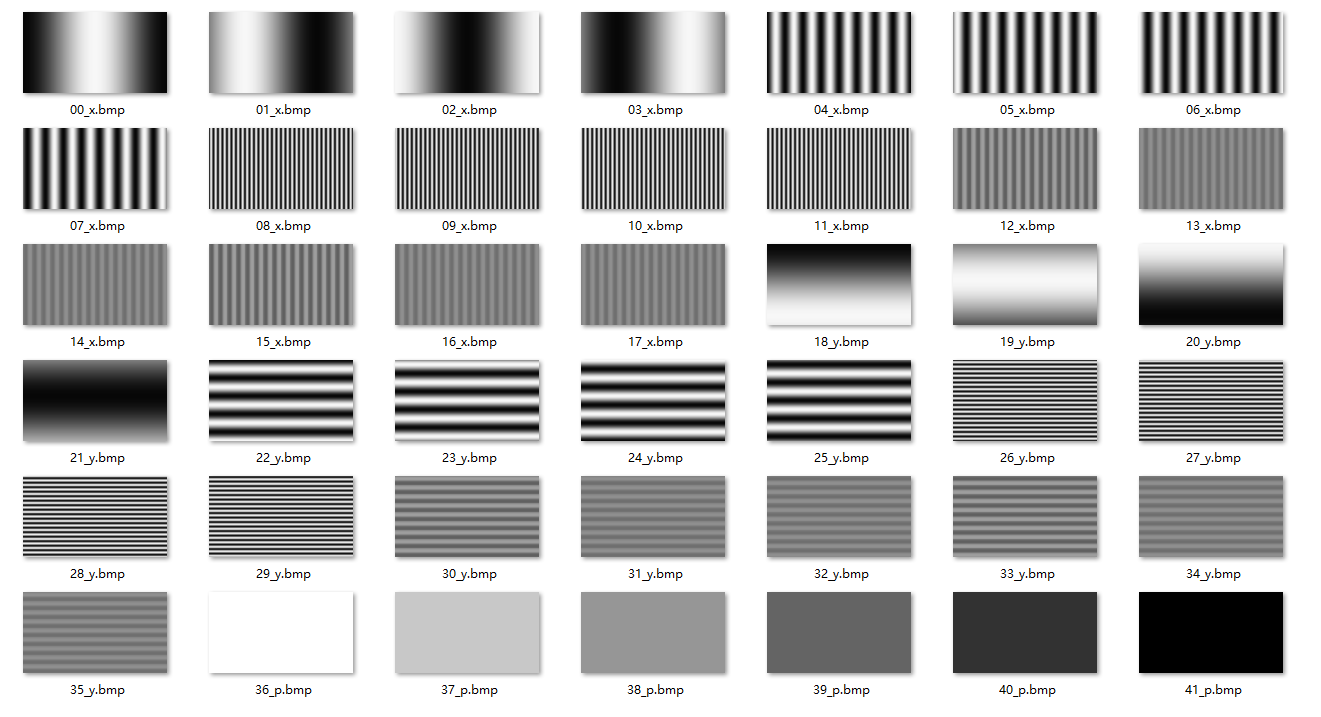 00_x.bmp 01_x.bmp 02_x.bmp 03_x.bmp 04_x.bmp 05_x.bmp 06_x.bmp
07_x.bmp 08_x.bmp 09_x.bmp 10_x.bmp 11_x.bmp 12_x.bmp 13_x.bmp
14_x.bmp 15_x.bmp 16_x.bmp 17_x.bmp 18_y.bmp 19_y.bmp 20_y.bmp
21_y.bmp 22_y.bmp 23_y.bmp 24_y.bmp 25_y.bmp 26_y.bmp 27_y.bmp
28_y.bmp 29_y.bmp 30_y.bmp 31_y.bmp 32_y.bmp 33_y.bmp 34_y.bmp
35_y.bmp 36_p.bmp 37_p.bmp 38_p.bmp 39_p.bmp 40_p.bmp 41_p.bmp